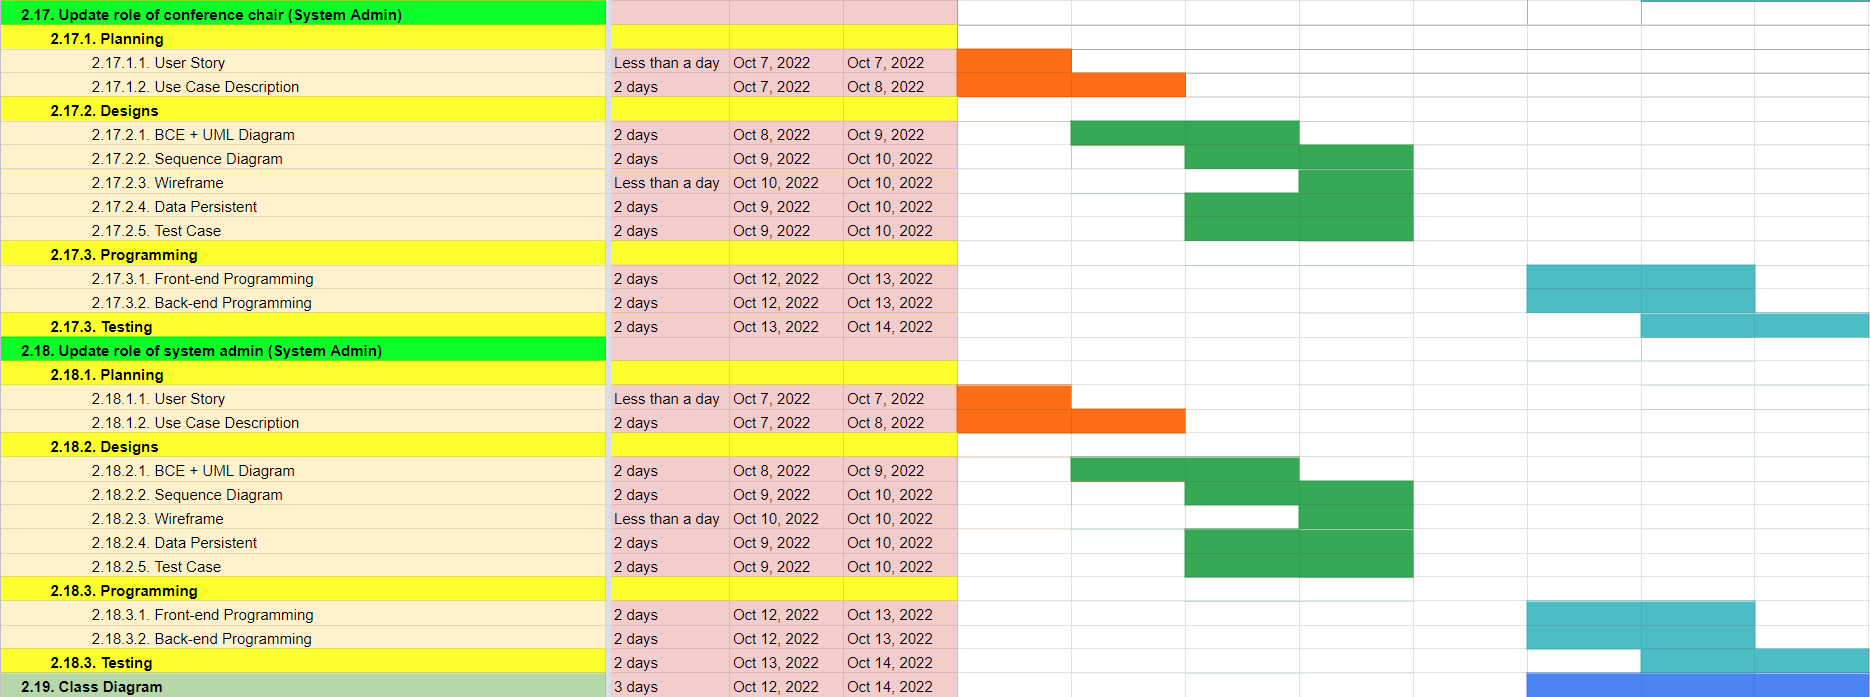 2.17. Update role of conference chair (System Admin)
2.17.1. Planning
2.17.1.1. User Story Less than a day Oct 7, 2022 Oct 7, 2022
2.17.1.2. Use Case Description 2 days Oct 7, 2022 Oct 8, 2022
2.17.2. Designs
2.17.2.1. BCE + UML Diagram 2 days Oct 8, 2022 Oct 9, 2022
2.17.2.2. Sequence Diagram 2 days Oct 9, 2022 Oct 10, 2022
2.17.2.3. Wireframe Less than a day Oct 10, 2022 Oct 10, 2022
2.17.2.4. Data Persistent 2 days Oct 9, 2022 Oct 10, 2022
2.17.2.5. Test Case 2 days Oct 9, 2022 Oct 10, 2022
2.17.3. Programming
2.17.3.1. Front-end Programming 2 days Oct 12, 2022 Oct 13, 2022
2.17.3.2. Back-end Programming 2 days Oct 12, 2022 Oct 13, 2022
2.17.3. Testing 2 days Oct 13, 2022 Oct 14, 2022
2.18. Update role of system admin (System Admin)
2.18.1. Planning
2.18.1.1. User Story Less than a day Oct 7, 2022 Oct 7, 2022
2.18.1.2. Use Case Description 2 days Oct 7, 2022 Oct 8, 2022
2.18.2. Designs
2.18.2.1. BCE + UML Diagram 2 days Oct 8, 2022 Oct 9, 2022
2.18.2.2. Sequence Diagram 2 days Oct 9, 2022 Oct 10, 2022
2.18.2.3. Wireframe Less than a day Oct 10, 2022 Oct 10, 2022
2.18.2.4. Data Persistent 2 days Oct 9, 2022 Oct 10, 2022
2.18.2.5. Test Case 2 days Oct 9, 2022 Oct 10, 2022
2.18.3. Programming
2.18.3.1. Front-end Programming 2 days Oct 12, 2022 Oct 13, 2022
2.18.3.2. Back-end Programming 2 days Oct 12, 2022 Oct 13, 2022
2.18.3. Testing 2 days Oct 13, 2022 Oct 14, 2022
2.19. Class Diagram 3 days Oct 12, 2022 Oct 14, 2022